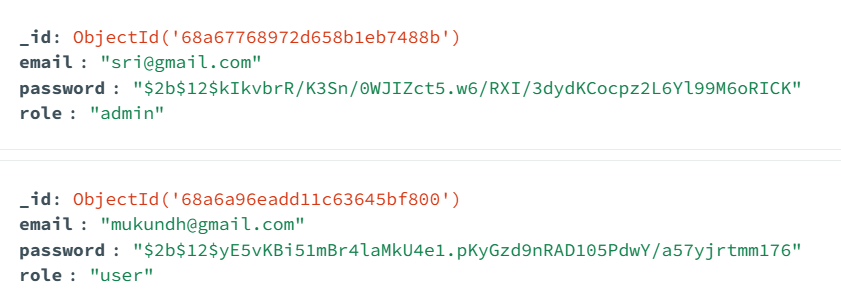 _id: ObjectId('68a67768972d658b1eb7488b')
email : "sri@gmail.com"
password : "$2b$12$kIkvbrR/K3Sn/0WJIZct5.w6/RXI/3dydKCocpz2L6Yl99M6oRICK"
role : "admin"
_id: ObjectId('68a6a96eadd11c63645bf800')
email : "mukundh@gmail.com"
password : "$2b$12$yE5vKBi51mBr4laMkU4e1.pKyGzd9nRAD105PdwY/a57yjrtmm176"
role : "user"